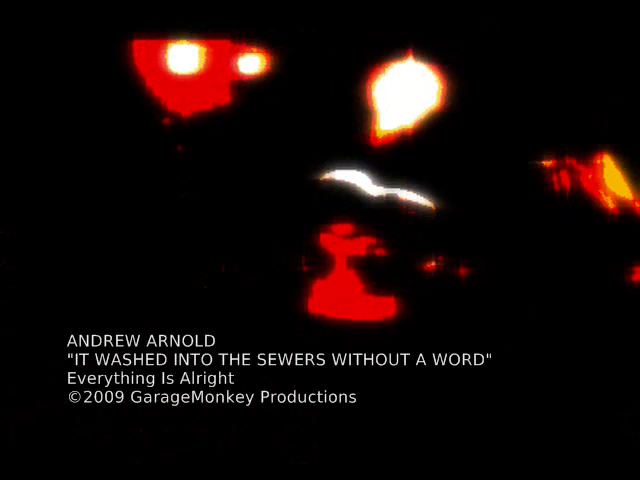 ANDREW ARNOLD
"IT WASHED INTO THE SEWERS WITHOUT A WORD"
Everything Is Alright
©2009 GarageMonkey Productions